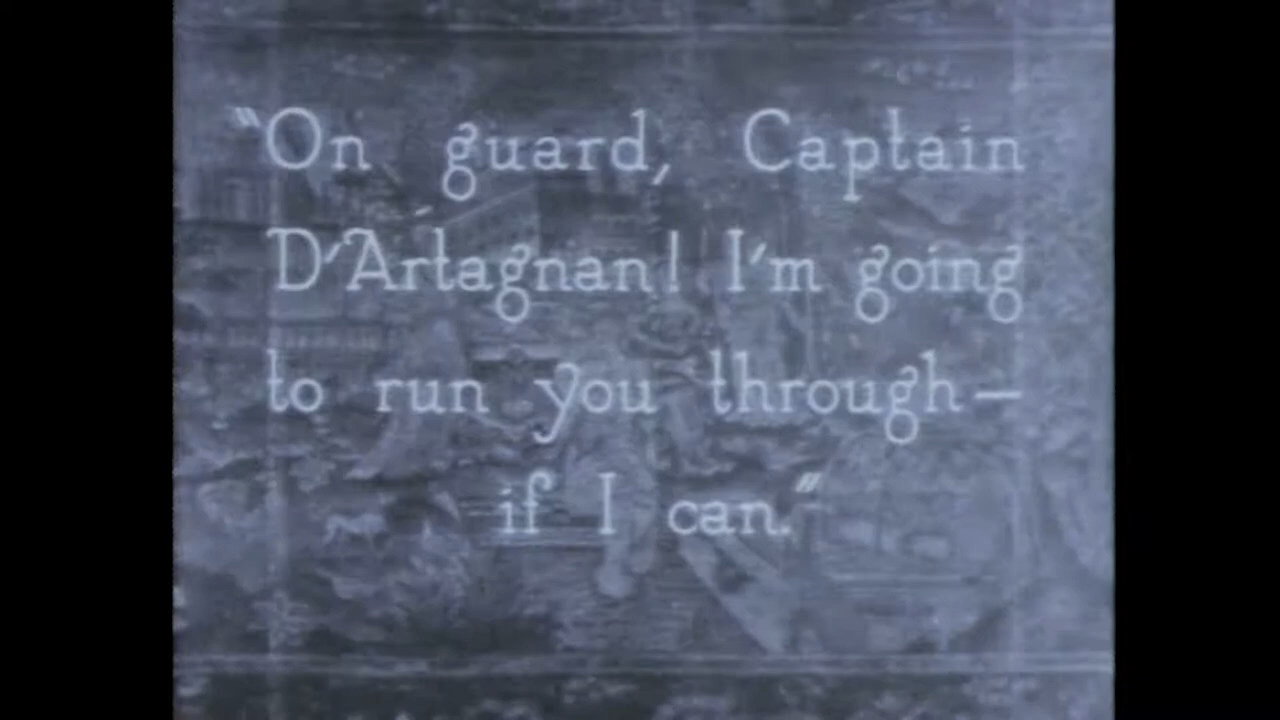 "On guard, Captain
D'Artagnan! I'm going
to run you through—
if I can."